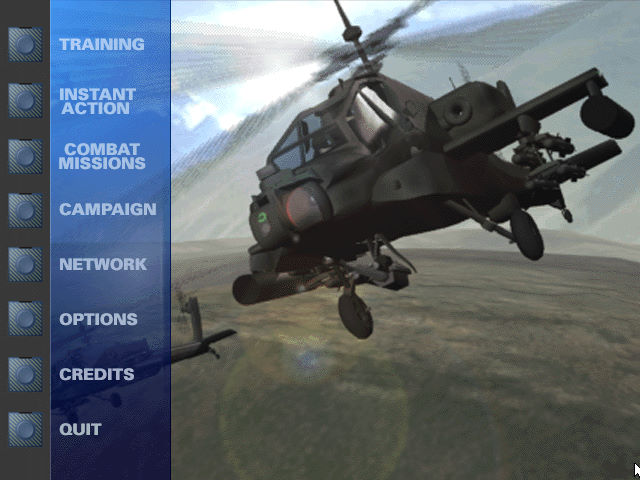 TRAINING
INSTANT
ACTION
COMBAT
MISSIONS
CAMPAIGN
NETWORK
OPTIONS
CREDITS
QUIT